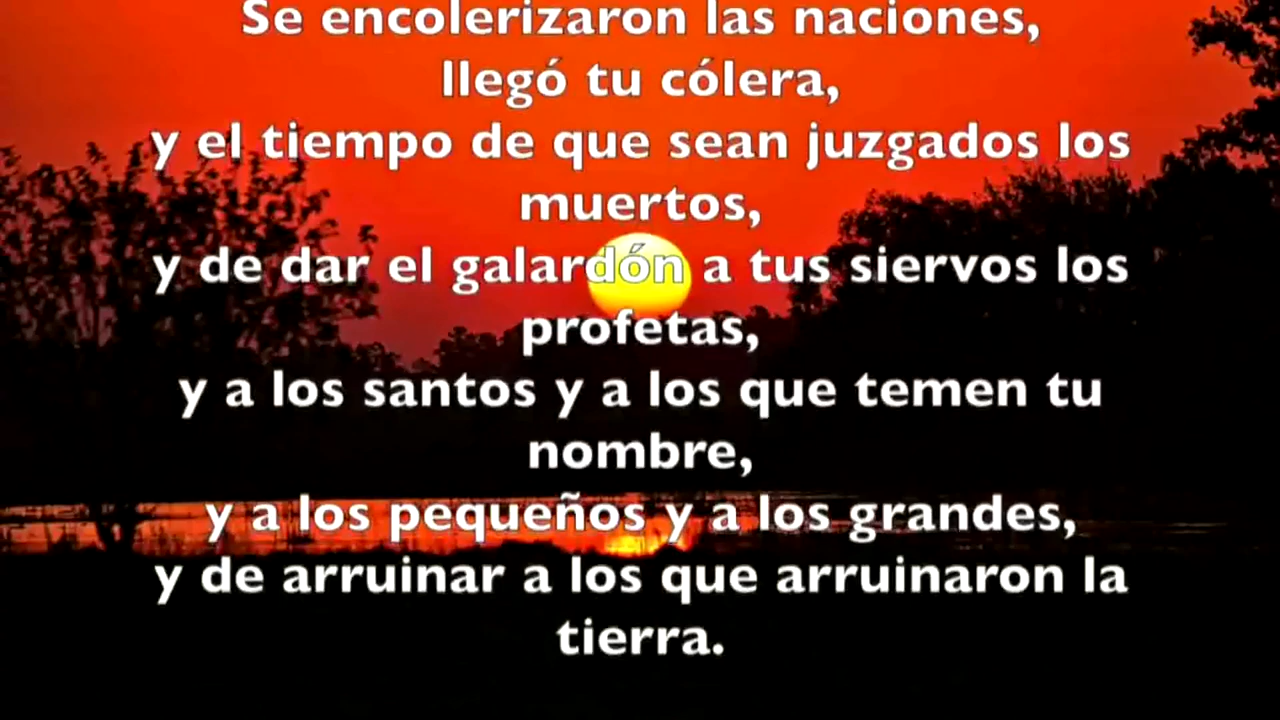 Se encolerizaron las naciones,
llegó tu cólera,
y el tiempo de que sean juzgados los
muertos,
y de dar el galardón a tus siervos los
profetas,
y a los santos y a los que temen tu
nombre,
y a los pequeños y a los grandes,
y de arruinar a los que arruinaron la
tierra.